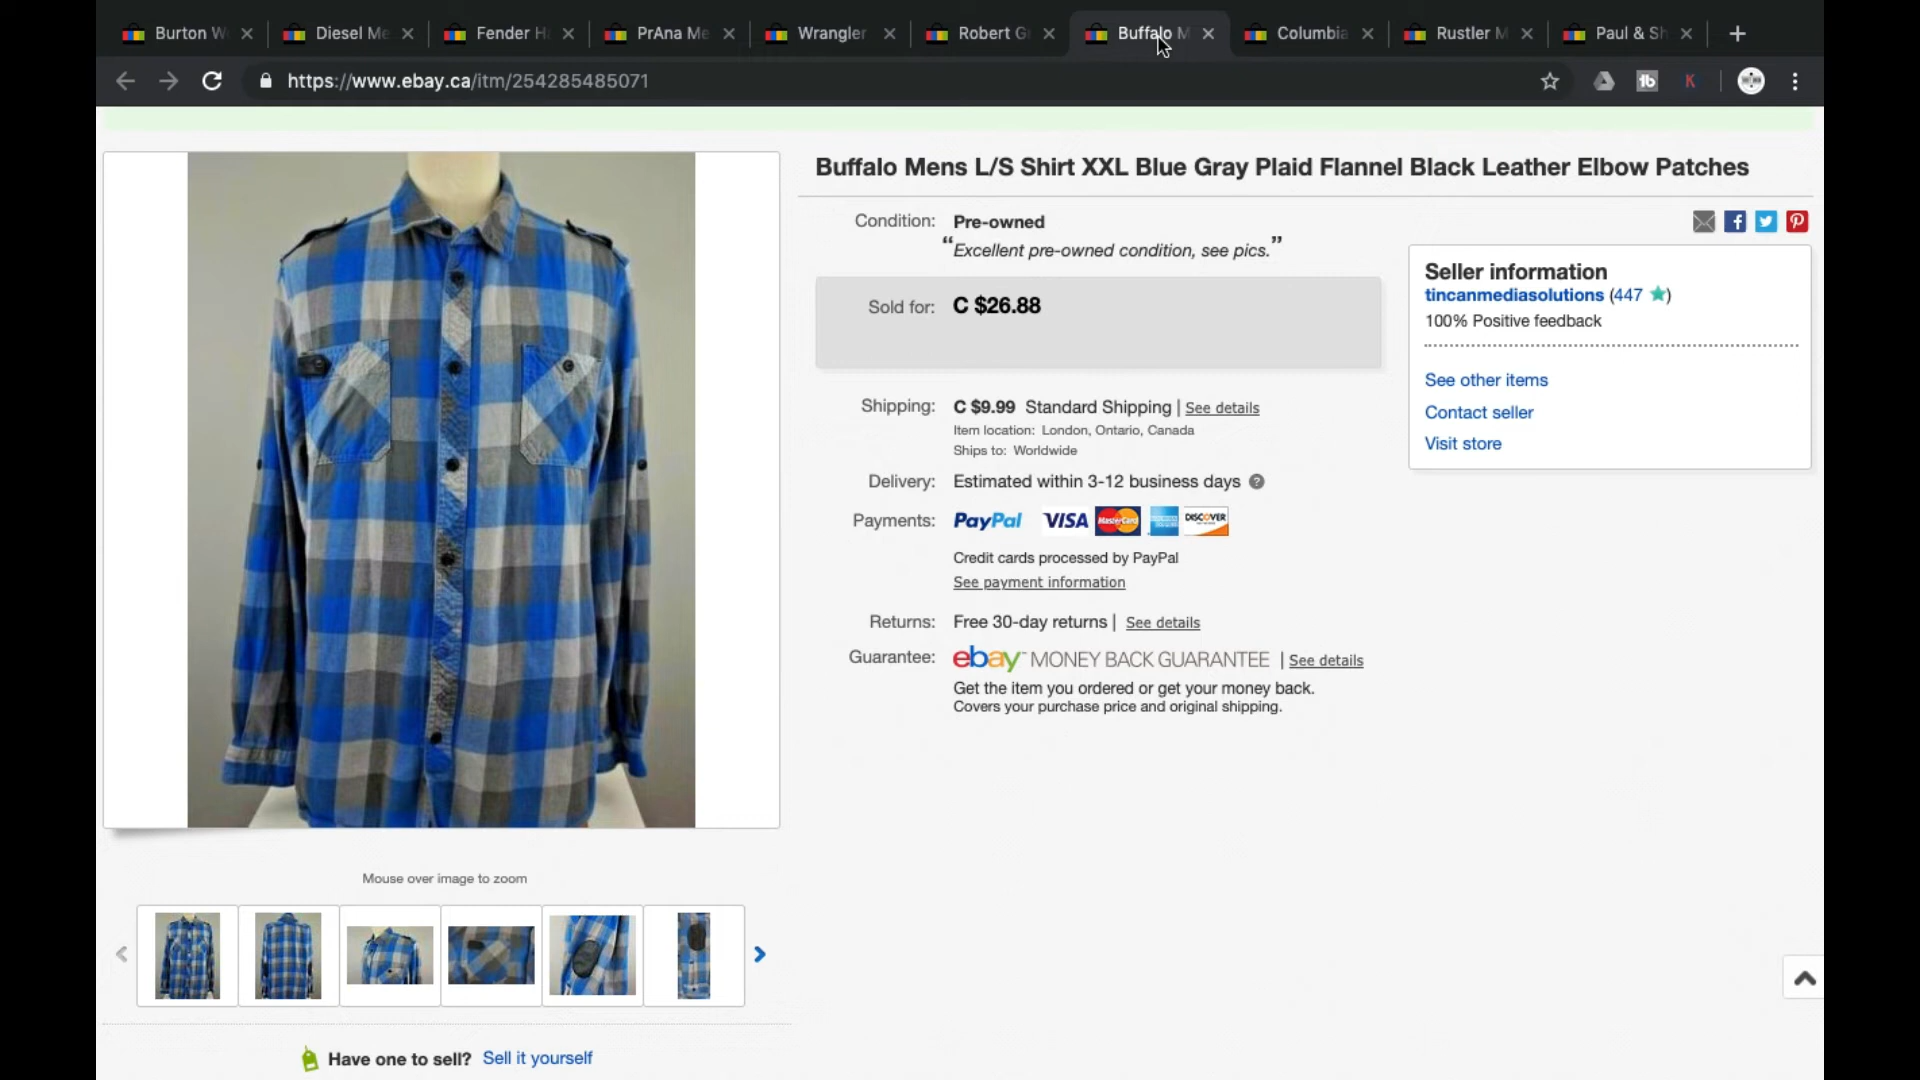 Burton W
Diesel Me
Fender H
PrAna Me
Wrangler
Robert G
Buffalo M
Columbia
Rustler M
Paul & Sh
https://www.ebay.ca/itm/254285485071
tb
K
Buffalo Mens L/S Shirt XXL Blue Gray Plaid Flannel Black Leather Elbow Patches
Condition: Pre-owned
“Excellent pre-owned condition, see pics.”
Sold for: C $26.88
Seller information
tincanmediasolutions (447 ★)
100% Positive feedback
See other items
Contact seller
Visit store
Shipping: C $9.99 Standard Shipping | See details
Item location: London, Ontario, Canada
Ships to: Worldwide
Delivery: Estimated within 3-12 business days ?
Payments: PayPal VISA MasterCard DISCOVER
Credit cards processed by PayPal
See payment information
Returns: Free 30-day returns | See details
Guarantee: ebay™ MONEY BACK GUARANTEE | See details
Get the item you ordered or get your money back.
Covers your purchase price and original shipping.
Mouse over image to zoom
Have one to sell? Sell it yourself